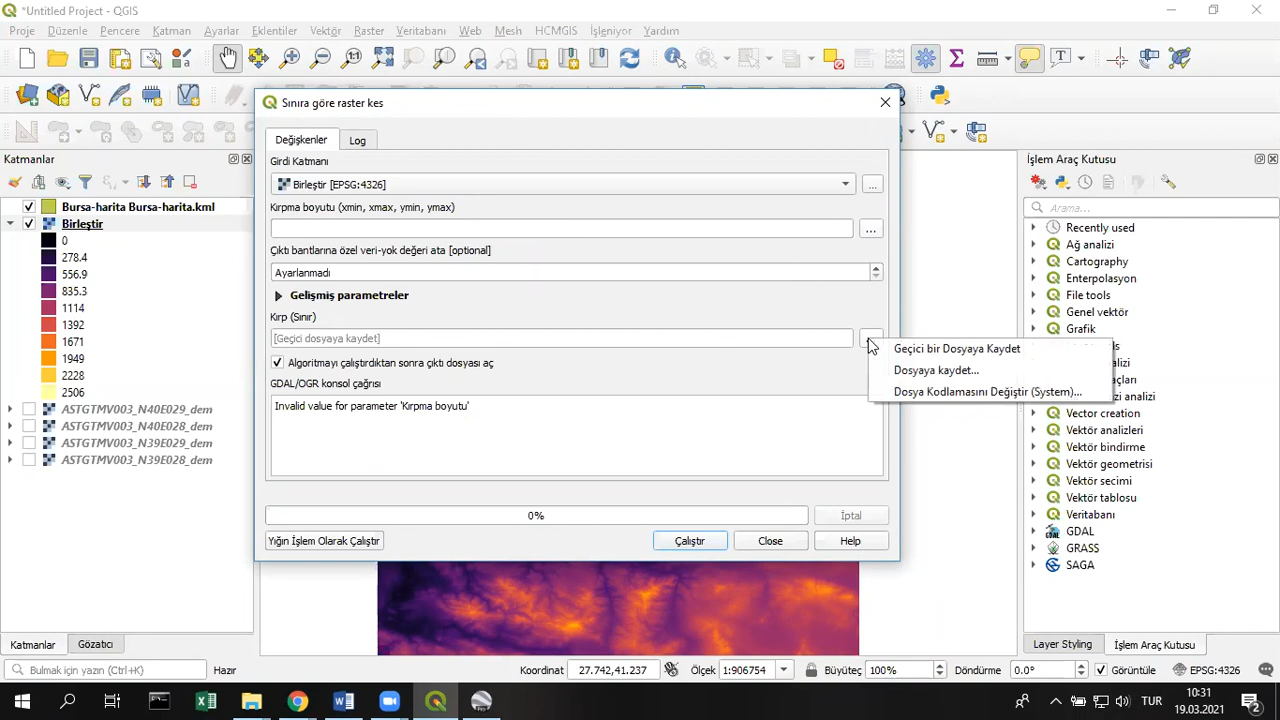 *Untitled Project - QGIS
Proje Düzenle Pencere Katman Ayarlar Eklentiler Vektör Raster Veritabanı Web Mesh HCMGIS İşleniyor Yardım
Sınıra göre raster kes
Değişkenler Log
Girdi Katmanı
Birleştir [EPSG:4326]
...
Kırpma boyutu (xmin, xmax, ymin, ymax)
...
Çıktı bantlarına özel veri-yok değeri ata [optional]
Ayarlanmadı
Gelişmiş parametreler
Kırp (Sınır)
[Geçici dosyaya kaydet]
Algoritmayı çalıştırdıktan sonra çıktı dosyası aç
GDAL/OGR konsol çağrısı
Invalid value for parameter 'Kırpma boyutu'
0%
İptal
Yığın İşlem Olarak Çalıştır
Çalıştır
Close
Help
Geçici bir Dosyaya Kaydet
Dosyaya kaydet...
Dosya Kodlamasını Değiştir (System)...
Katmanlar
Bursa-harita Bursa-harita.kml
Birleştir
0
278.4
556.9
835.3
1114
1392
1671
1949
2228
2506
ASTGTMV003_N40E029_dem
ASTGTMV003_N40E028_dem
ASTGTMV003_N39E029_dem
ASTGTMV003_N39E028_dem
Katmanlar Gözatıcı
İşlem Araç Kutusu
Arama...
Recently used
Ağ analizi
Cartography
Enterpolasyon
File tools
Genel vektör
Grafik
Vector creation
Vektör analizleri
Vektör bindirme
Vektör geometrisi
Vektör seçimi
Vektör tablosu
Veritabanı
GDAL
GRASS
SAGA
Layer Styling İşlem Araç Kutusu
Bulmak için yazın (Ctrl+K) Hazır Koordinat 27.742,41.237 Ölçek 1:906754 Büyüteç 100% Döndürme 0.0° Görüntüle EPSG:4326
TUR
10:31
19.03.2021
2